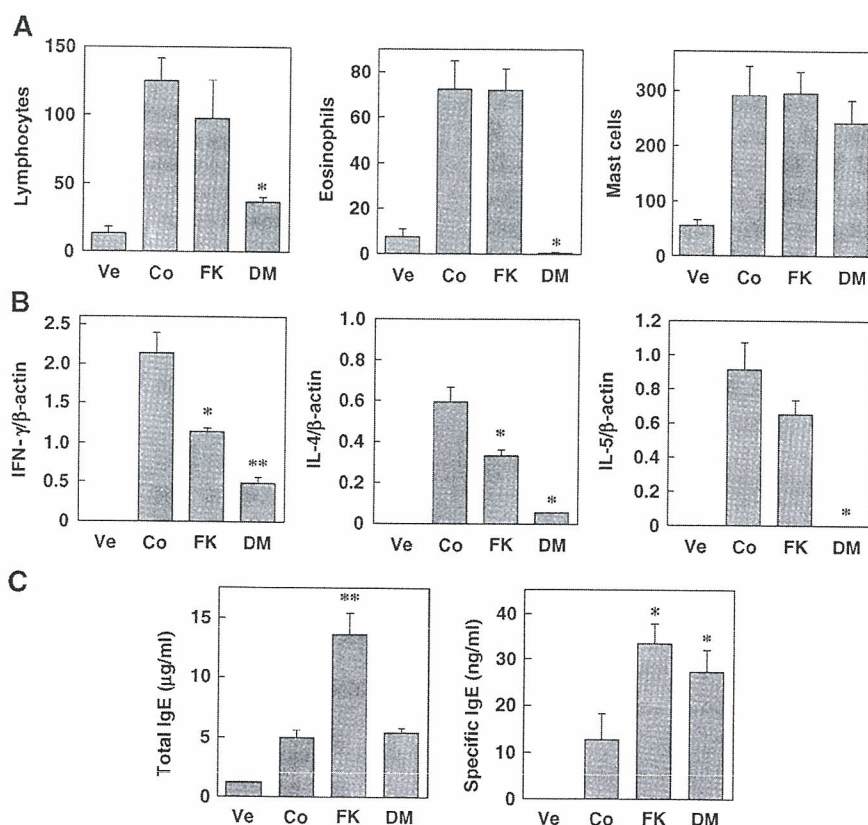 A
Lymphocytes
150
100
50
0
*
Ve Co FK DM
Eosinophils
80
60
40
20
0
*
Ve Co FK DM
Mast cells
300
200
100
0
Ve Co FK DM
B
IFN-γ/β-actin
2.5
2.0
1.5
1.0
0.5
0
*
**
Ve Co FK DM
IL-4/β-actin
1.0
0.8
0.6
0.4
0.2
0
*
*
Ve Co FK DM
IL-5/β-actin
1.2
1.0
0.8
0.6
0.4
0.2
0
*
Ve Co FK DM
C
Total IgE (μg/ml)
15
10
5
0
**
Ve Co FK DM
Specific IgE (ng/ml)
40
30
20
10
0
*
*
Ve Co FK DM